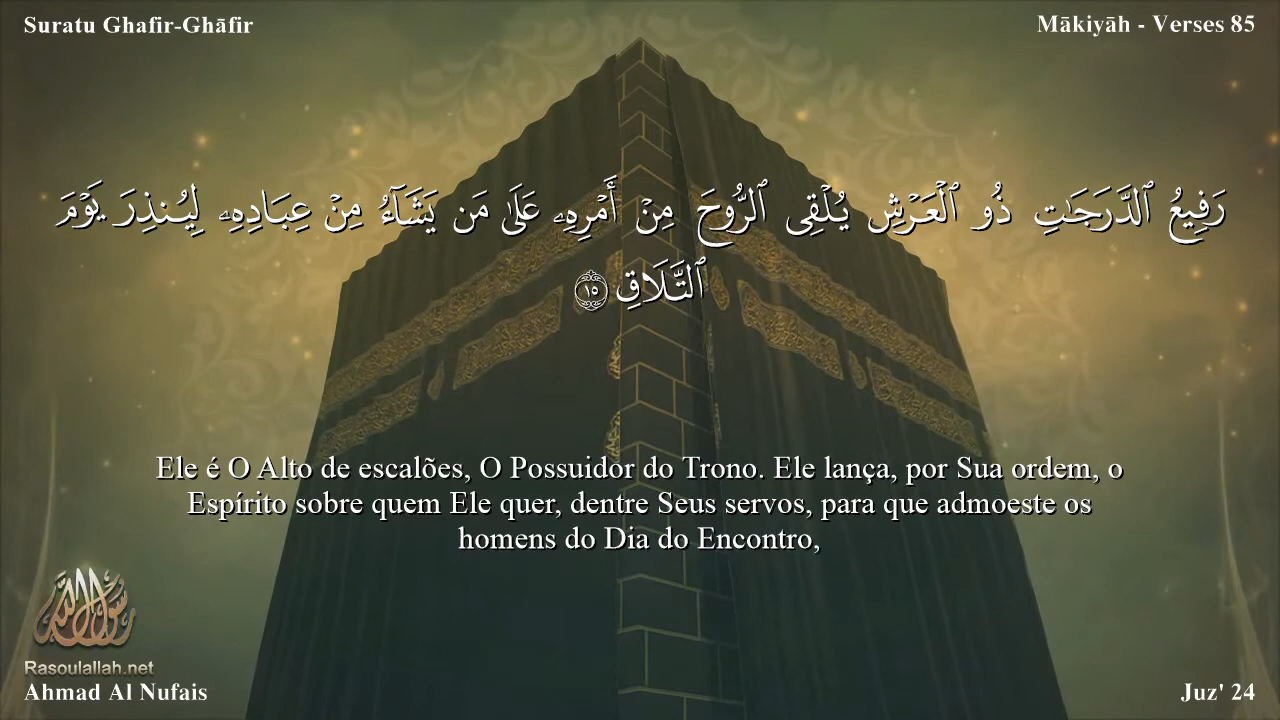 Suratu Ghafir-Ghāfir
Mākiyāh - Verses 85
رَفِيعُ ٱلدَّرَجَـٰتِ ذُو ٱلْعَرْشِ يُلْقِى ٱلرُّوحَ مِنْ أَمْرِهِۦ عَلَىٰ مَن يَشَآءُ مِنْ عِبَادِهِۦ لِيُنذِرَ يَوْمَ
ٱلتَّلَاقِ ١٥
Ele é O Alto de escalões, O Possuidor do Trono. Ele lança, por Sua ordem, o
Espírito sobre quem Ele quer, dentre Seus servos, para que admoeste os
homens do Dia do Encontro,
رسول الله
Rasoulallah.net
Ahmad Al Nufais
Juz' 24